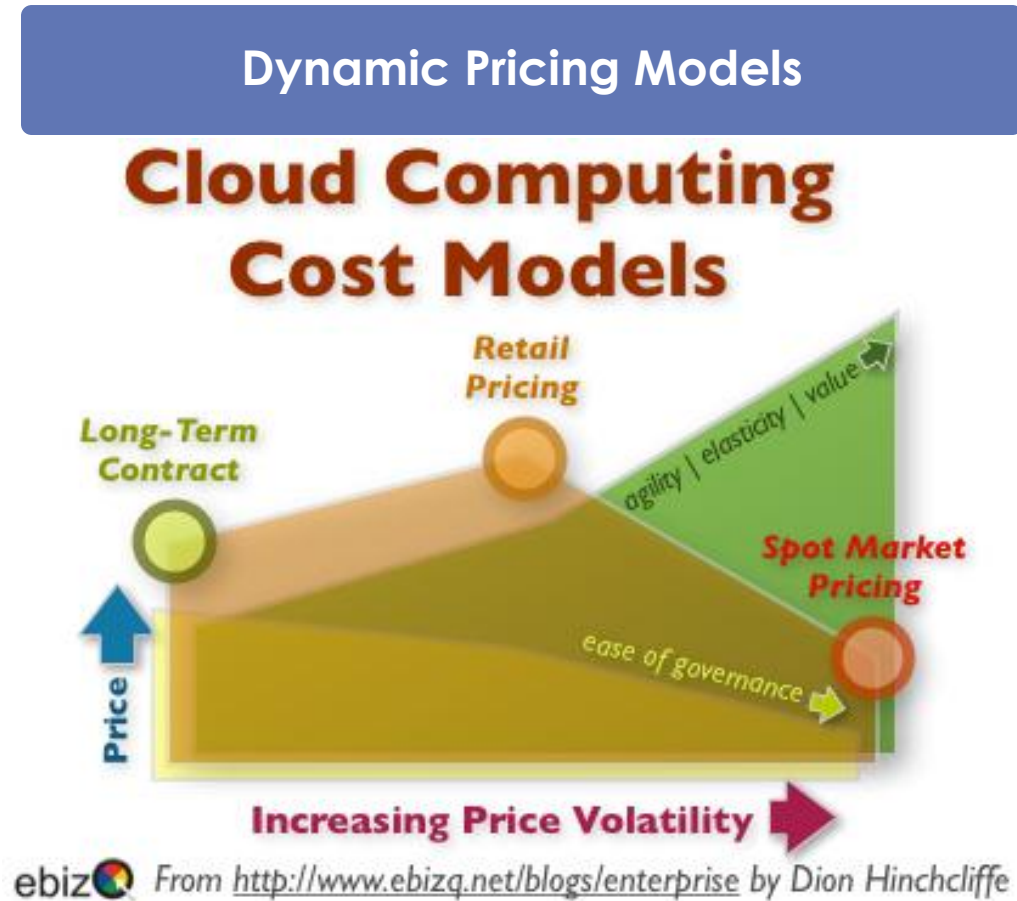 Dynamic Pricing Models
Cloud Computing
Cost Models
Retail
Pricing
Long-Term
Contract
agility | elasticity | value
Spot Market
Pricing
ease of governance
Price
Increasing Price Volatility
ebizQ From http://www.ebizq.net/blogs/enterprise by Dion Hinchcliffe